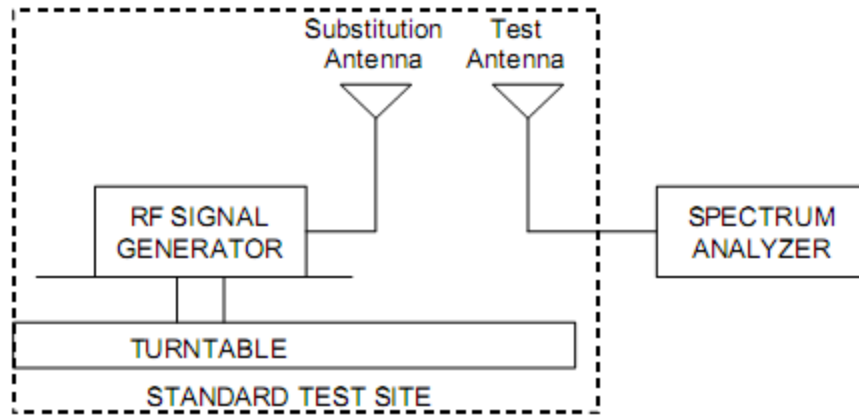 Substitution
Antenna
Test
Antenna
RF SIGNAL
GENERATOR
SPECTRUM
ANALYZER
TURNTABLE
STANDARD TEST SITE